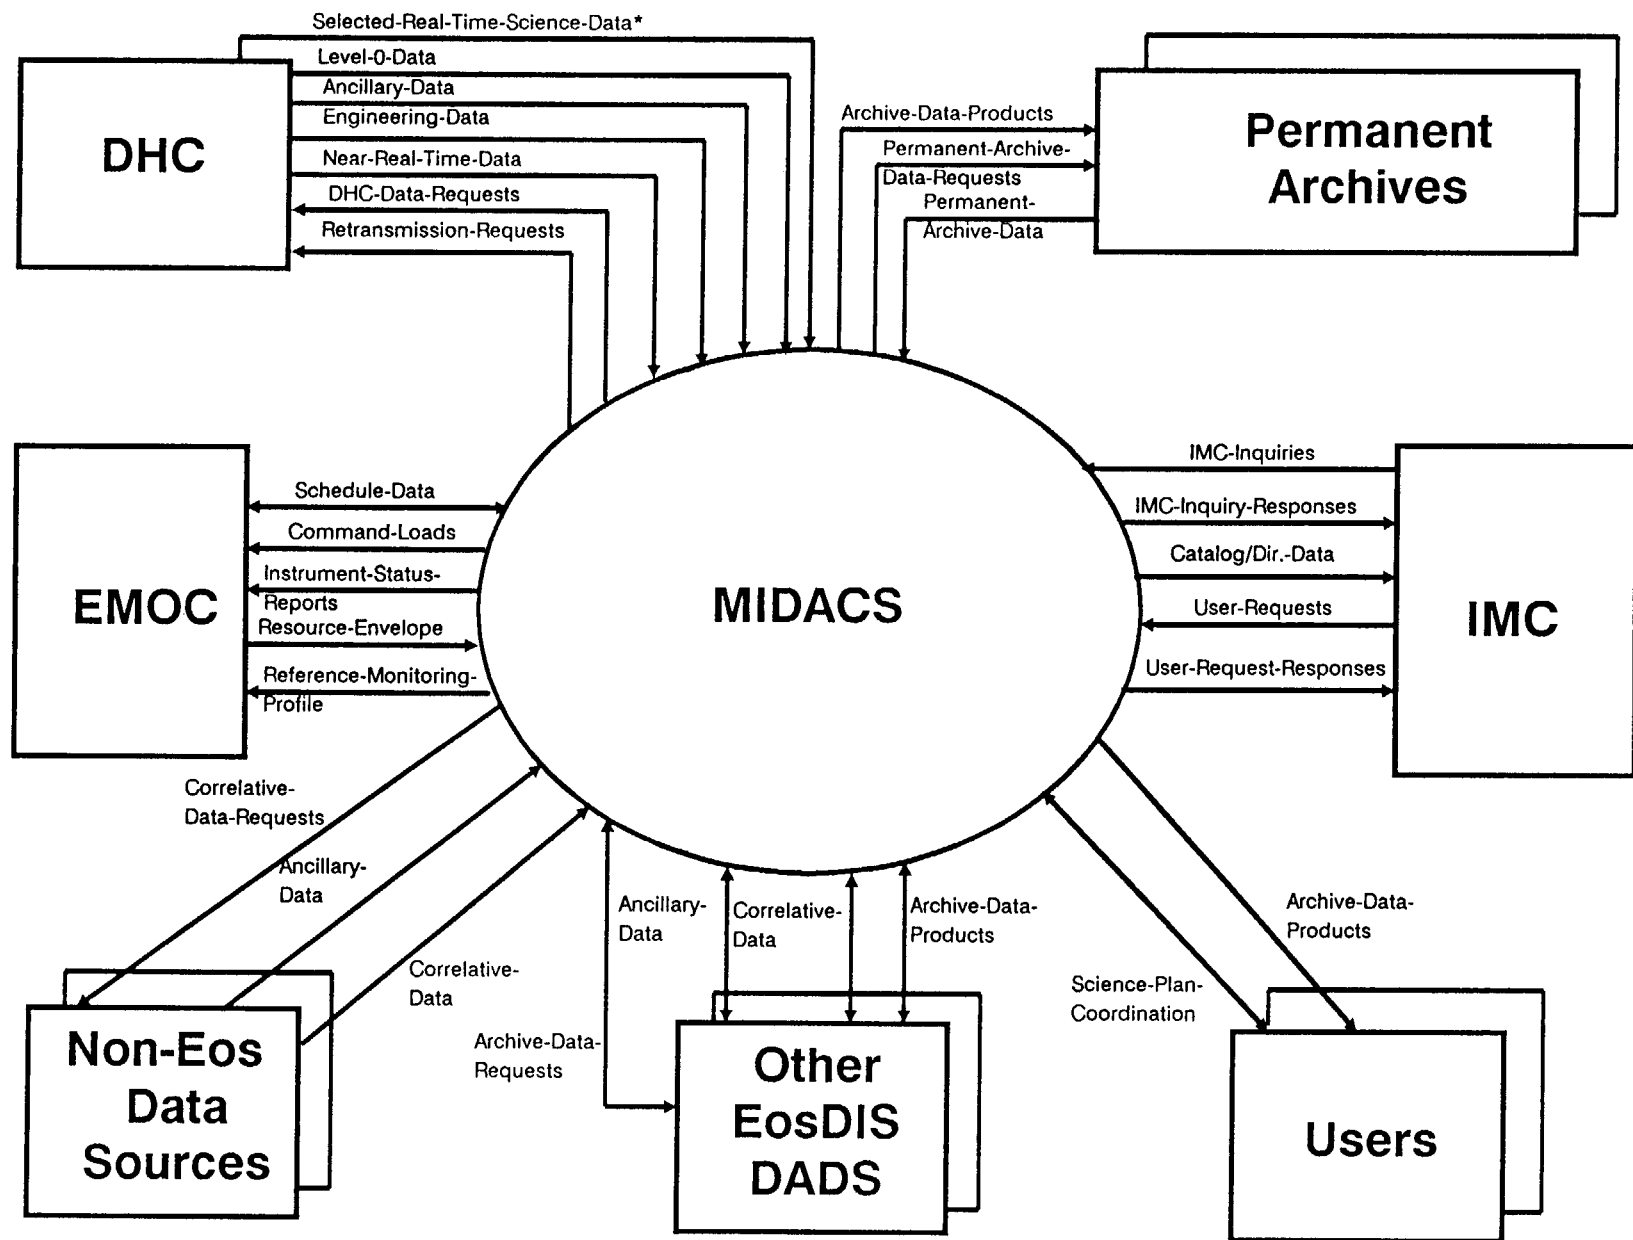 Selected-Real-Time-Science-Data*
Level-0-Data
Ancillary-Data
Engineering-Data
Near-Real-Time-Data
DHC-Data-Requests
Retransmission-Requests
DHC
Archive-Data-Products
Permanent-Archive-
Data-Requests
Permanent-
Archive-Data
Permanent
Archives
EMOC
Schedule-Data
Command-Loads
Instrument-Status-
Reports
Resource-Envelope
Reference-Monitoring-
Profile
MIDACS
IMC-Inquiries
IMC-Inquiry-Responses
Catalog/Dir.-Data
User-Requests
User-Request-Responses
IMC
Correlative-
Data-Requests
Ancillary-
Data
Correlative-
Data
Non-Eos
Data
Sources
Ancillary-
Data
Correlative-
Data
Archive-Data-
Products
Archive-Data-
Requests
Other
EosDIS
DADS
Science-Plan-
Coordination
Archive-Data-
Products
Users